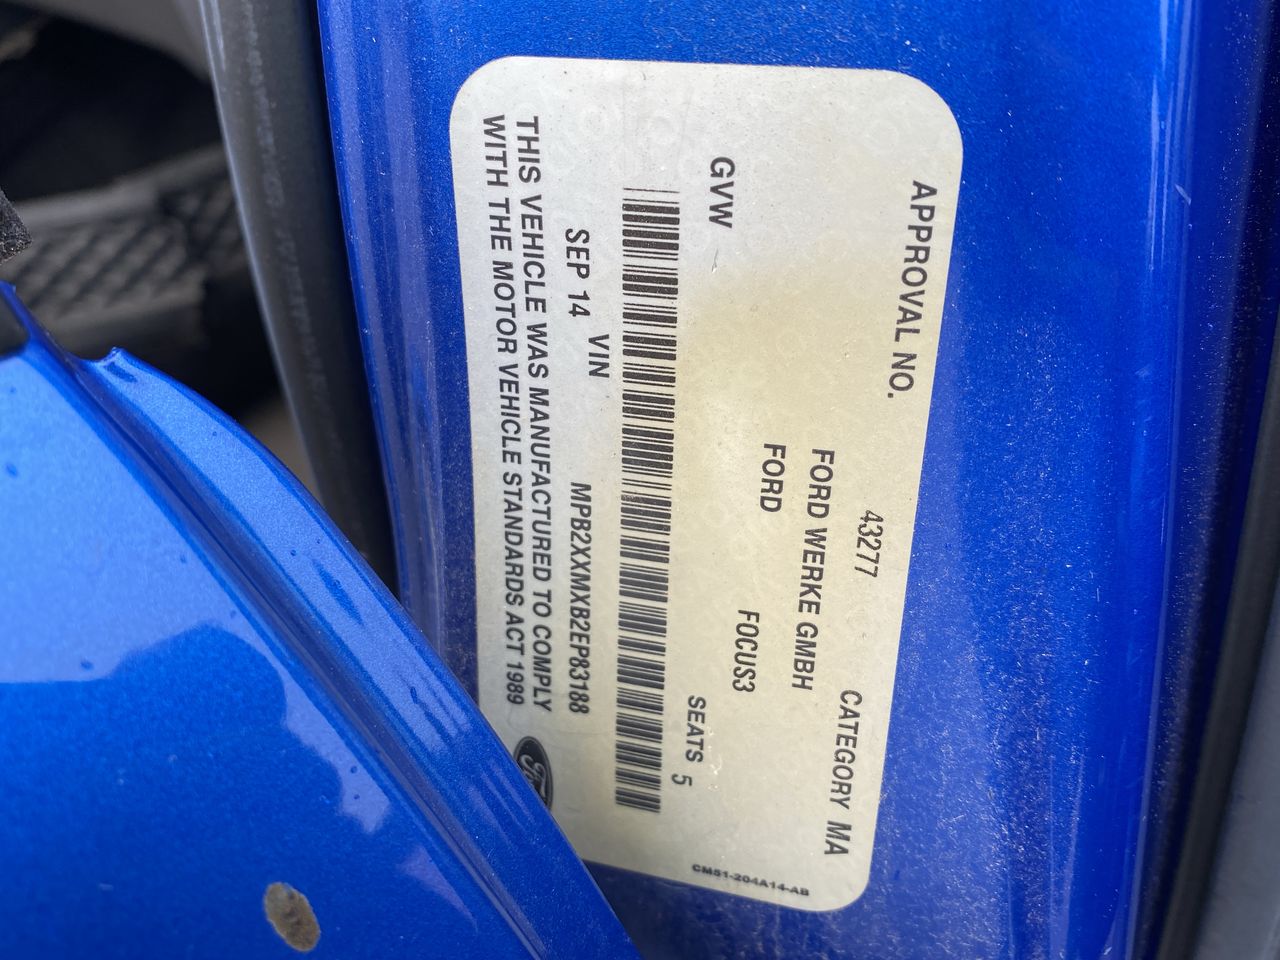 APPROVAL NO. 43277 CATEGORY MA
FORD WERKE GMBH
FORD FOCUS3
GVW SEATS 5
VIN
SEP 14 MPB2XXMXB2EP83188
THIS VEHICLE WAS MANUFACTURED TO COMPLY
WITH THE MOTOR VEHICLE STANDARDS ACT 1989
Ford
CM51-204A14-AB